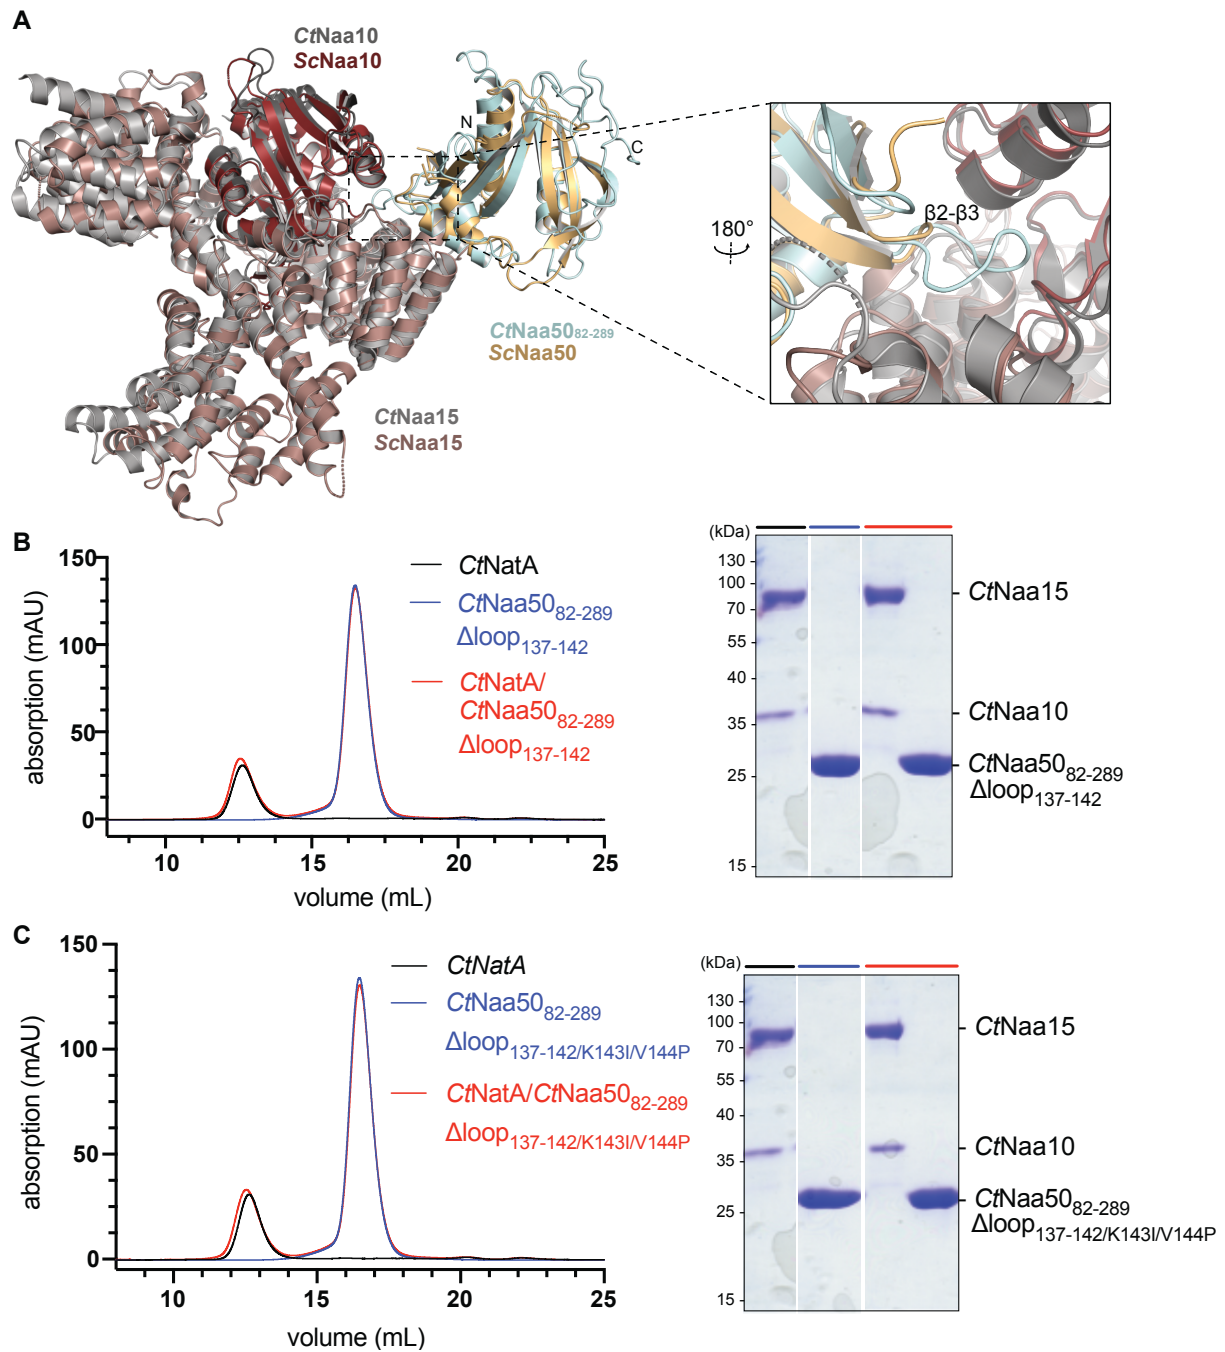 A
CtNaa10
ScNaa10
N
C
CtNaa5082-289
ScNaa50
CtNaa15
ScNaa15
180°
β2-β3
B
150
100
50
0
absorption (mAU)
10 15 20 25
volume (mL)
CtNatA
CtNaa5082-289
Δloop137-142
CtNatA/
CtNaa5082-289
Δloop137-142
(kDa)
130
100
70
55
40
35
25
15
CtNaa15
CtNaa10
CtNaa5082-289
Δloop137-142
C
150
100
50
0
absorption (mAU)
10 15 20 25
volume (mL)
CtNatA
CtNaa5082-289
Δloop137-142/K143I/V144P
CtNatA/CtNaa5082-289
Δloop137-142/K143I/V144P
(kDa)
130
100
70
55
40
35
25
15
CtNaa15
CtNaa10
CtNaa5082-289
Δloop137-142/K143I/V144P